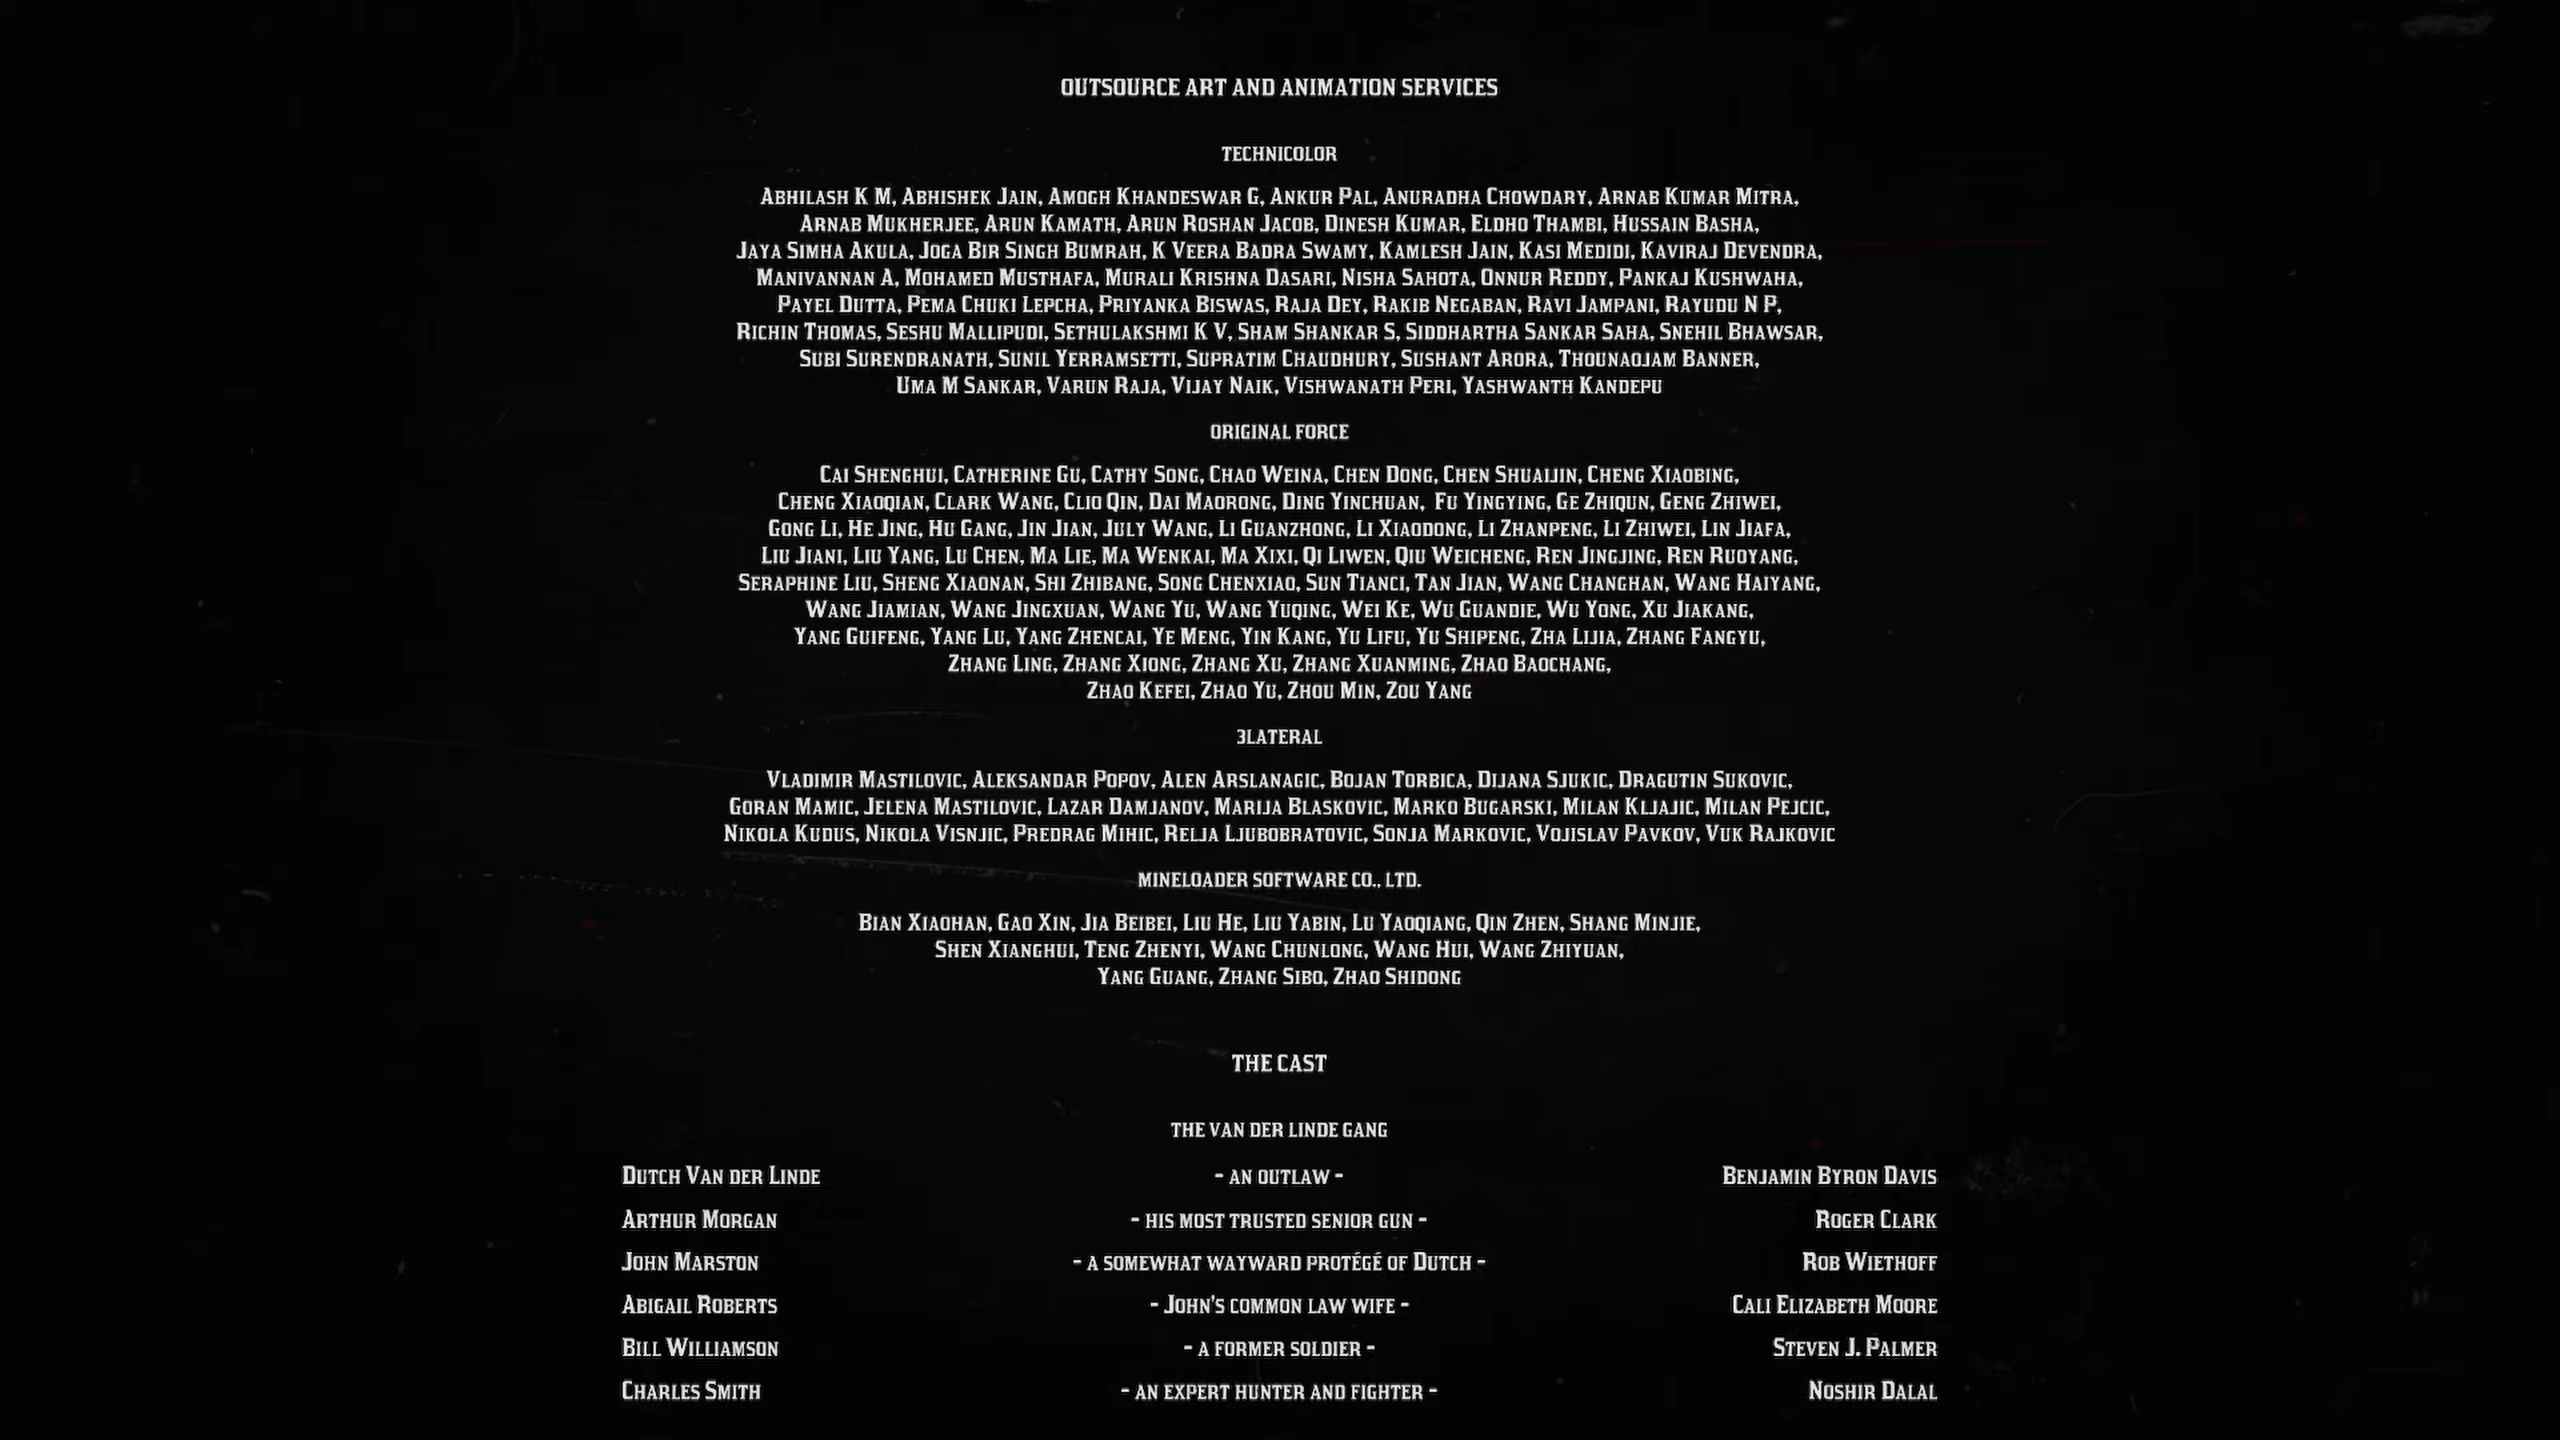 OUTSOURCE ART AND ANIMATION SERVICES
TECHNICOLOR
Abhilash K M, Abhishek Jain, Amogh Khandeswar G, Ankur Pal, Anuradha Chowdary, Arnab Kumar Mitra,
Arnab Mukherjee, Arun Kamath, Arun Roshan Jacob, Dinesh Kumar, Eldho Thambi, Hussain Basha,
Jaya Simha Akula, Joga Bir Singh Bumrah, K Veera Badra Swamy, Kamlesh Jain, Kasi Medidi, Kaviraj Devendra,
Manivannan A, Mohamed Musthafa, Murali Krishna Dasari, Nisha Sahota, Onnur Reddy, Pankaj Kushwaha,
Payel Dutta, Pema Chuki Lepcha, Priyanka Biswas, Raja Dey, Rakib Negaban, Ravi Jampani, Rayudu N P,
Richin Thomas, Seshu Mallipudi, Sethulakshmi K V, Sham Shankar S, Siddhartha Sankar Saha, Snehil Bhawsar,
Subi Surendranath, Sunil Yerramsetti, Supratim Chaudhury, Sushant Arora, Thounaojam Banner,
Uma M Sankar, Varun Raja, Vijay Naik, Vishwanath Peri, Yashwanth Kandepu
ORIGINAL FORCE
Cai Shenghui, Catherine Gu, Cathy Song, Chao Weina, Chen Dong, Chen Shuaijin, Cheng Xiaobing,
Cheng Xiaoqian, Clark Wang, Clio Qin, Dai Maorong, Ding Yinchuan, Fu Yingying, Ge Zhiqun, Geng Zhiwei,
Gong Li, He Jing, Hu Gang, Jin Jian, July Wang, Li Guanzhong, Li Xiaodong, Li Zhanpeng, Li Zhiwei, Lin Jiafa,
Liu Jiani, Liu Yang, Lu Chen, Ma Lie, Ma Wenkai, Ma Xixi, Qi Liwen, Qiu Weicheng, Ren Jingjing, Ren Ruoyang,
Seraphine Liu, Sheng Xiaonan, Shi Zhibang, Song Chenxiao, Sun Tianci, Tan Jian, Wang Changhan, Wang Haiyang,
Wang Jiamian, Wang Jingxuan, Wang Yu, Wang Yuqing, Wei Ke, Wu Guandie, Wu Yong, Xu Jiakang,
Yang Guifeng, Yang Lu, Yang Zhencai, Ye Meng, Yin Kang, Yu Lifu, Yu Shipeng, Zha Lijia, Zhang Fangyu,
Zhang Ling, Zhang Xiong, Zhang Xu, Zhang Xuanming, Zhao Baochang,
Zhao Kefei, Zhao Yu, Zhou Min, Zou Yang
3LATERAL
Vladimir Mastilovic, Aleksandar Popov, Alen Arslanagic, Bojan Torbica, Dijana Sjukic, Dragutin Sukovic,
Goran Mamic, Jelena Mastilovic, Lazar Damjanov, Marija Blaskovic, Marko Bugarski, Milan Kljajic, Milan Pejcic,
Nikola Kudus, Nikola Visnjic, Predrag Mihic, Relja Ljubobratovic, Sonja Markovic, Vojislav Pavkov, Vuk Rajkovic
MINELOADER SOFTWARE CO., LTD.
Bian Xiaohan, Gao Xin, Jia Beibei, Liu He, Liu Yabin, Lu Yaoqiang, Qin Zhen, Shang Minjie,
Shen Xianghui, Teng Zhenyi, Wang Chunlong, Wang Hui, Wang Zhiyuan,
Yang Guang, Zhang Sibo, Zhao Shidong
THE CAST
THE VAN DER LINDE GANG
Dutch Van der Linde - an outlaw - Benjamin Byron Davis
Arthur Morgan - his most trusted senior gun - Roger Clark
John Marston - a somewhat wayward protégé of Dutch - Rob Wiethoff
Abigail Roberts - John's common law wife - Cali Elizabeth Moore
Bill Williamson - a former soldier - Steven J. Palmer
Charles Smith - an expert hunter and fighter - Noshir Dalal